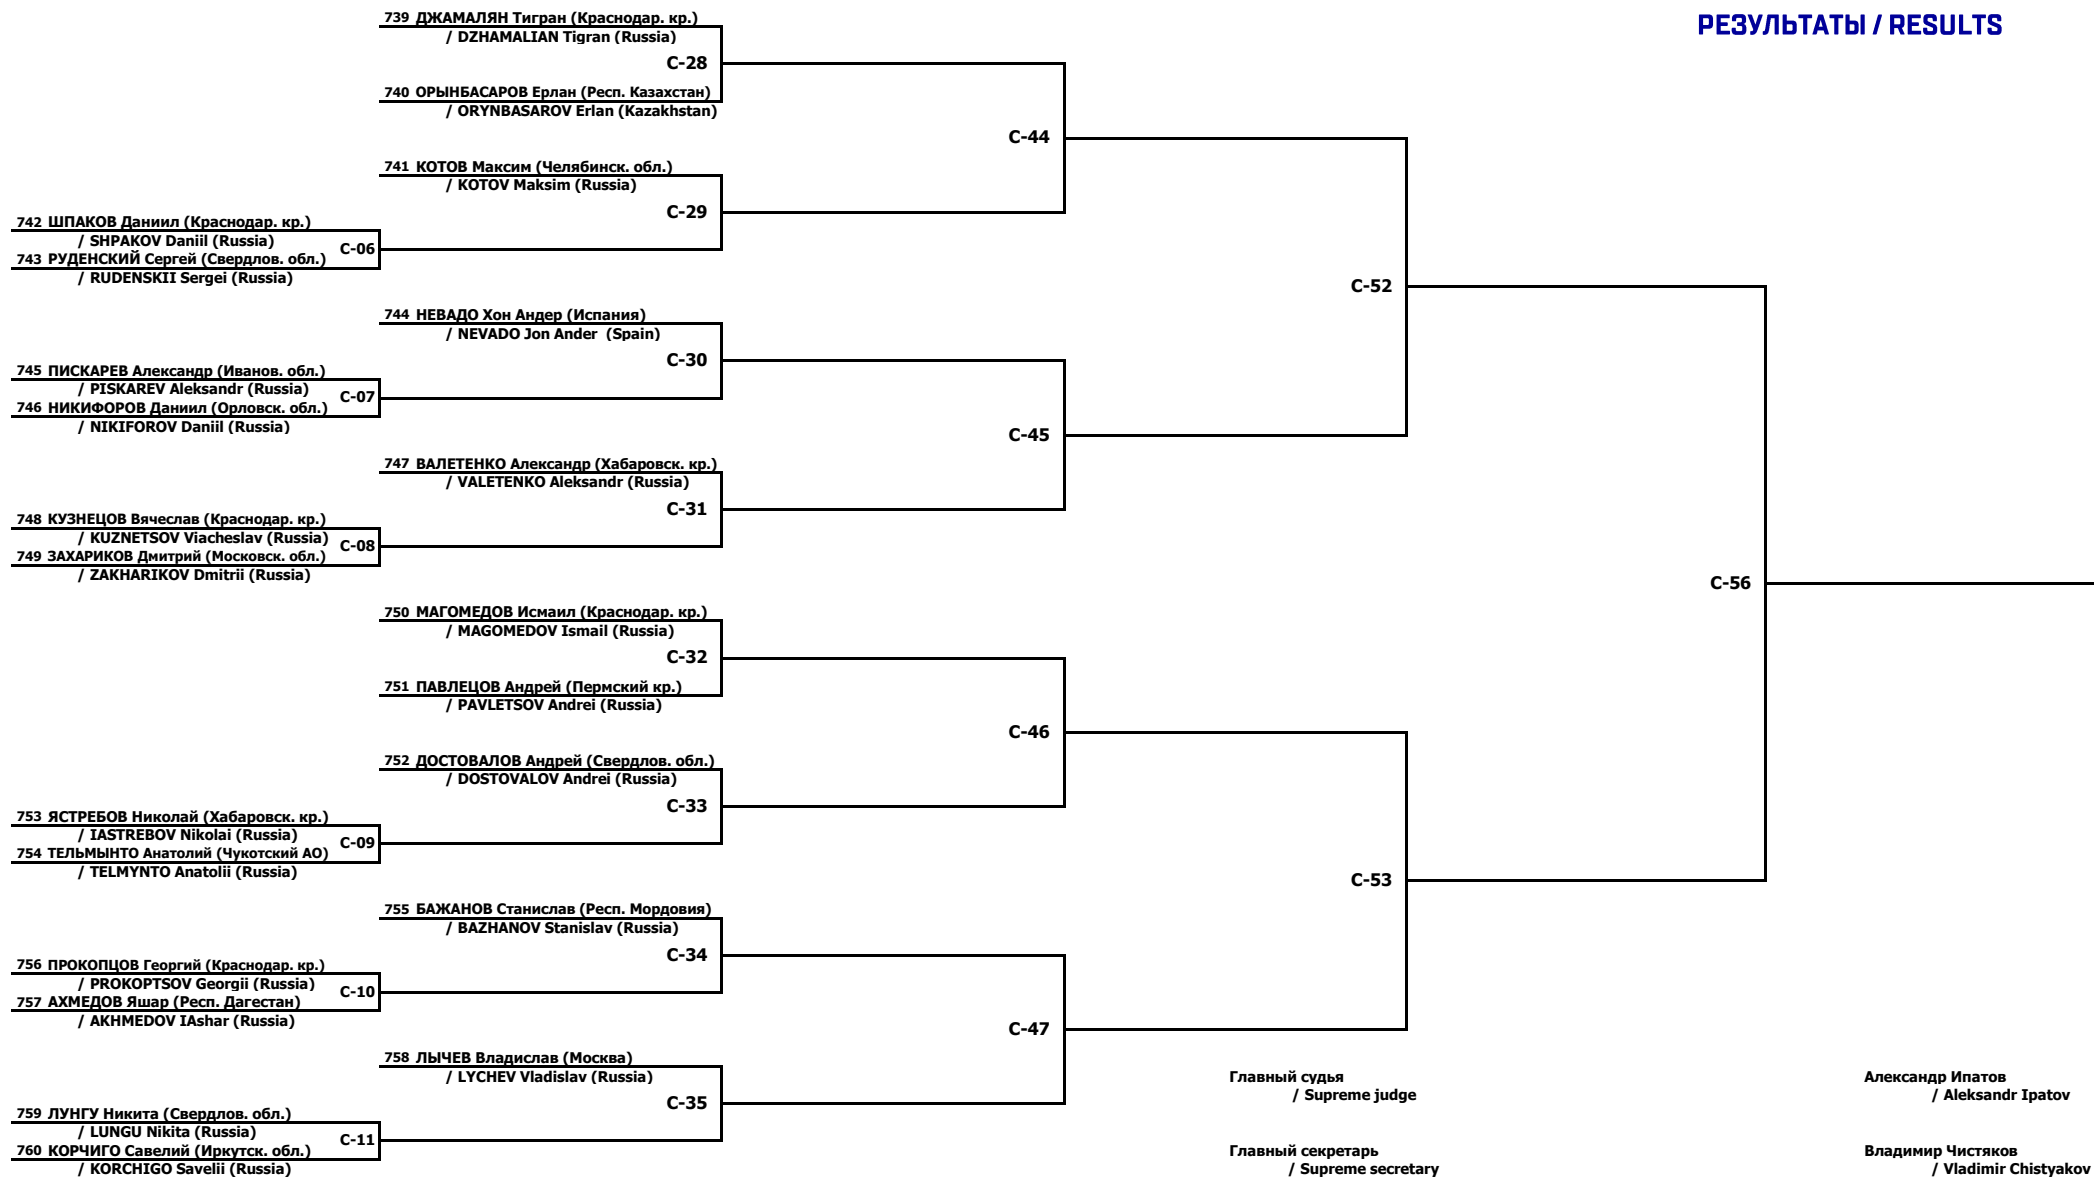 РЕЗУЛЬТАТЫ / RESULTS
739 ДЖАМАЛЯН Тигран (Краснодар. кр.)
/ DZHAMALIAN Tigran (Russia)
C-28
740 ОРЫНБАСАРОВ Ерлан (Респ. Казахстан)
/ ORYNBASAROV Erlan (Kazakhstan)
C-44
741 КОТОВ Максим (Челябинск. обл.)
/ KOTOV Maksim (Russia)
C-29
742 ШПАКОВ Даниил (Краснодар. кр.)
/ SHPAKOV Daniil (Russia)
C-06
743 РУДЕНСКИЙ Сергей (Свердлов. обл.)
/ RUDENSKII Sergei (Russia)
C-52
744 НЕВАДО Хон Андер (Испания)
/ NEVADO Jon Ander (Spain)
C-30
745 ПИСКАРЕВ Александр (Иванов. обл.)
/ PISKAREV Aleksandr (Russia)
C-07
746 НИКИФОРОВ Даниил (Орловск. обл.)
/ NIKIFOROV Daniil (Russia)
C-45
747 ВАЛЕТЕНКО Александр (Хабаровск. кр.)
/ VALETENKO Aleksandr (Russia)
C-31
748 КУЗНЕЦОВ Вячеслав (Краснодар. кр.)
/ KUZNETSOV Viacheslav (Russia)
C-08
749 ЗАХАРИКОВ Дмитрий (Московск. обл.)
/ ZAKHARIKOV Dmitrii (Russia)
C-56
750 МАГОМЕДОВ Исмаил (Краснодар. кр.)
/ MAGOMEDOV Ismail (Russia)
C-32
751 ПАВЛЕЦОВ Андрей (Пермский кр.)
/ PAVLETSOV Andrei (Russia)
C-46
752 ДОСТОВАЛОВ Андрей (Свердлов. обл.)
/ DOSTOVALOV Andrei (Russia)
C-33
753 ЯСТРЕБОВ Николай (Хабаровск. кр.)
/ IASTREBOV Nikolai (Russia)
C-09
754 ТЕЛЬМЫНТО Анатолий (Чукотский АО)
/ TELMYNTO Anatolii (Russia)
C-53
755 БАЖАНОВ Станислав (Респ. Мордовия)
/ BAZHANOV Stanislav (Russia)
C-34
756 ПРОКОПЦОВ Георгий (Краснодар. кр.)
/ PROKOPTSOV Georgii (Russia)
C-10
757 АХМЕДОВ Яшар (Респ. Дагестан)
/ AKHMEDOV IAshar (Russia)
C-47
758 ЛЫЧЕВ Владислав (Москва)
/ LYCHEV Vladislav (Russia)
C-35
759 ЛУНГУ Никита (Свердлов. обл.)
/ LUNGU Nikita (Russia)
C-11
760 КОРЧИГО Савелий (Иркутск. обл.)
/ KORCHIGO Savelii (Russia)
Главный судья
/ Supreme judge
Александр Ипатов
/ Aleksandr Ipatov
Главный секретарь
/ Supreme secretary
Владимир Чистяков
/ Vladimir Chistyakov